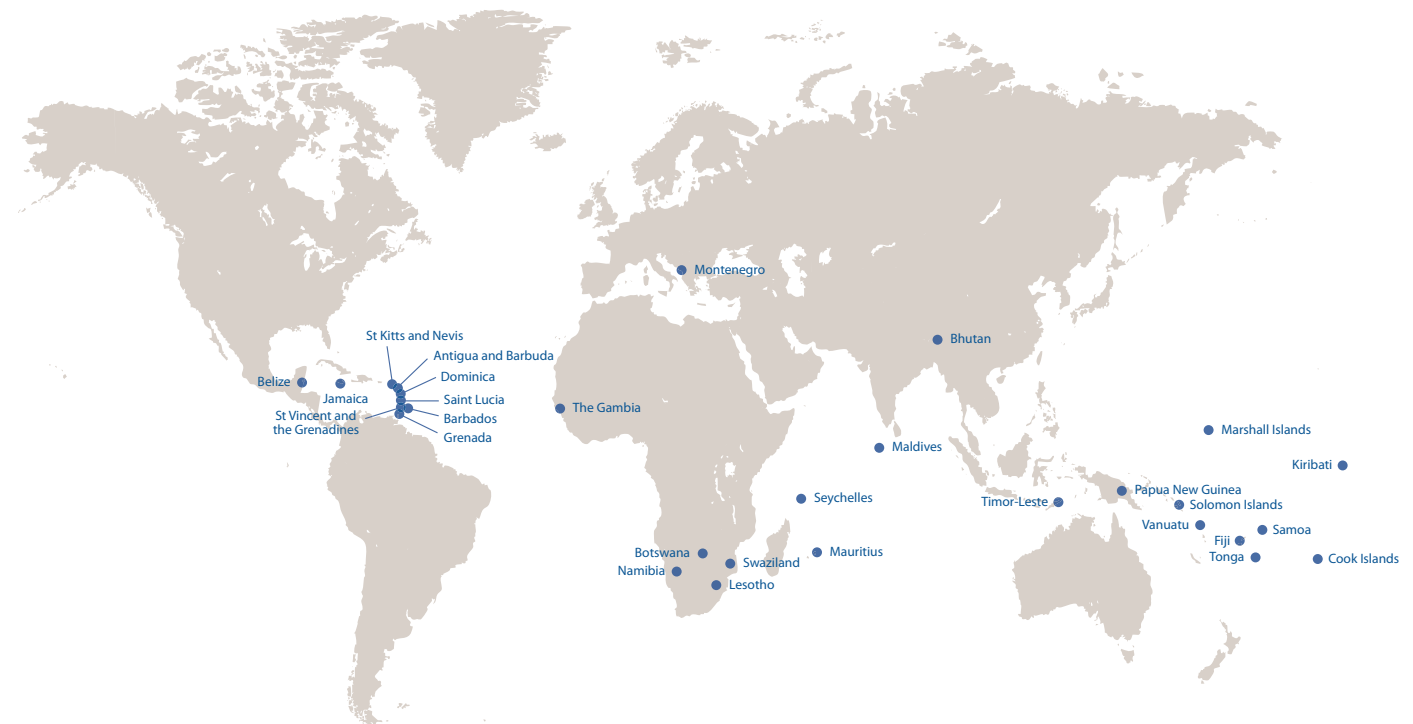 Montenegro
St Kitts and Nevis
Bhutan
Antigua and Barbuda
Dominica
Belize
Jamaica
Saint Lucia
The Gambia
St Vincent and
the Grenadines
Barbados
Grenada
Marshall Islands
Maldives
Kiribati
Papua New Guinea
Seychelles
Timor-Leste
Solomon Islands
Vanuatu
Samoa
Fiji
Botswana
Mauritius
Tonga
Cook Islands
Swaziland
Namibia
Lesotho